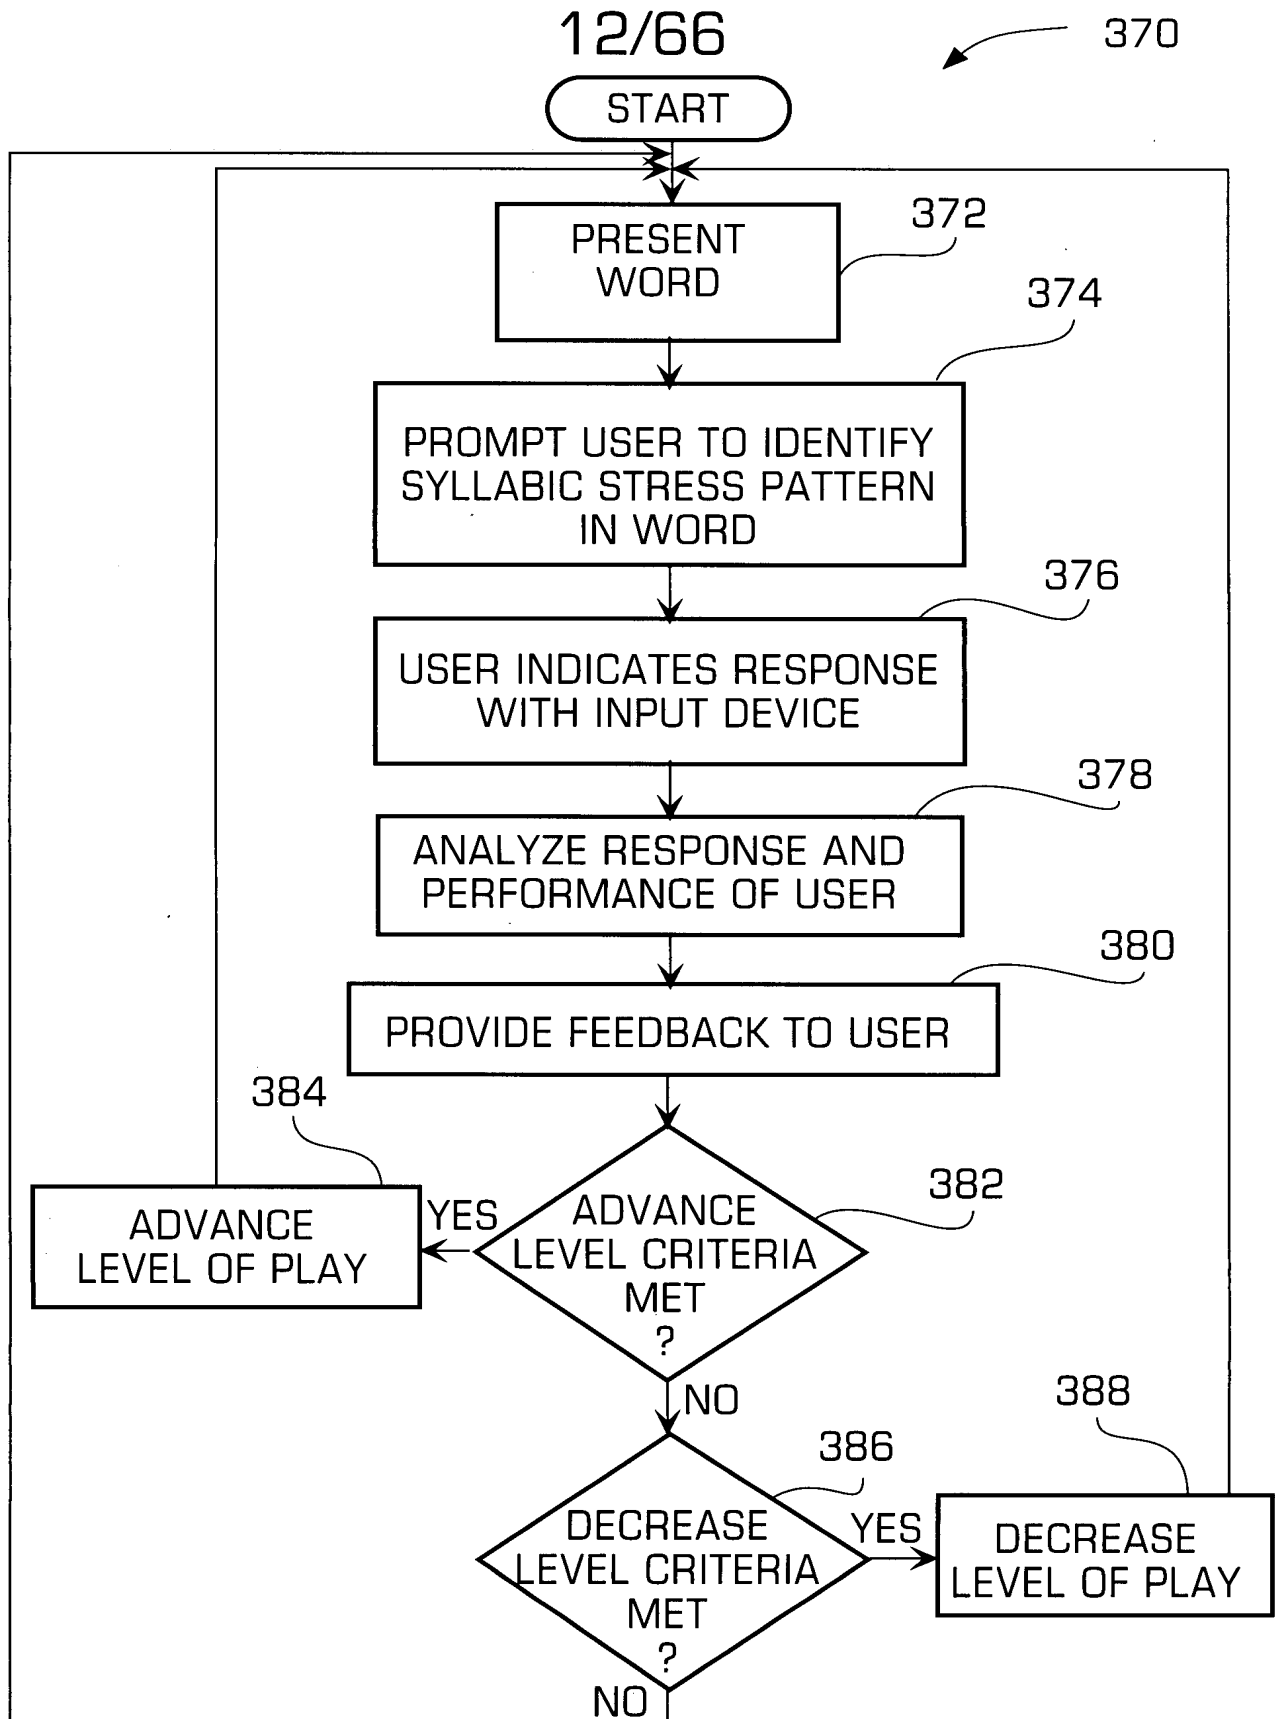 12/66
370
START
372
PRESENT
WORD
374
PROMPT USER TO IDENTIFY
SYLLABIC STRESS PATTERN
IN WORD
376
USER INDICATES RESPONSE
WITH INPUT DEVICE
378
ANALYZE RESPONSE AND
PERFORMANCE OF USER
380
PROVIDE FEEDBACK TO USER
384
ADVANCE
LEVEL OF PLAY
YES
382
ADVANCE
LEVEL CRITERIA
MET
?
NO
386
DECREASE
LEVEL CRITERIA
MET
?
YES
388
DECREASE
LEVEL OF PLAY
NO